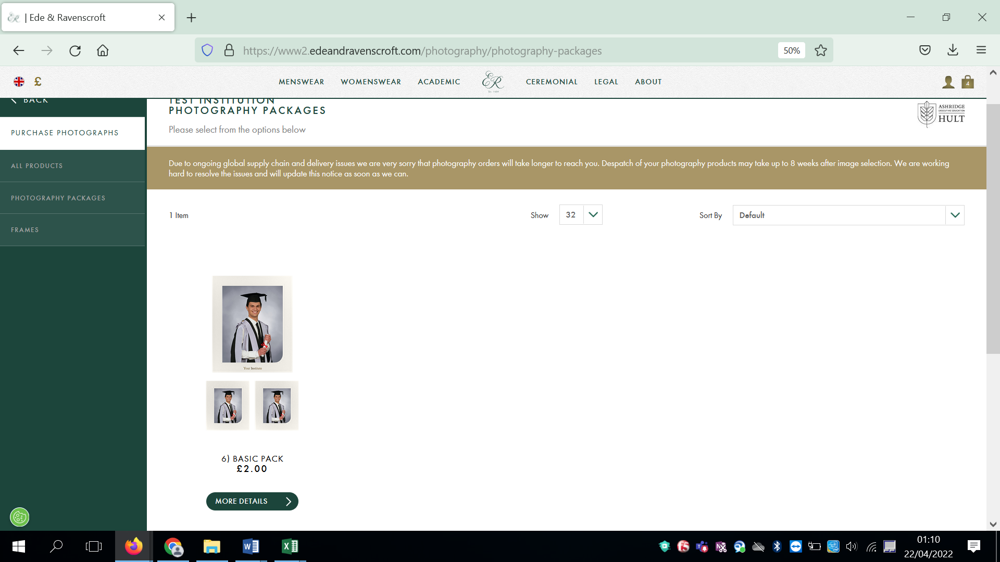 | Ede & Ravenscroft
https://www2.edeandravenscroft.com/photography/photography-packages
50%
£
MENSWEAR
WOMENSWEAR
ACADEMIC
ER
CEREMONIAL
LEGAL
ABOUT
4
BACK
TEST INSTITUTION
PHOTOGRAPHY PACKAGES
Please select from the options below
ASHRIDGE
EXECUTIVE EDUCATION
HULT
PURCHASE PHOTOGRAPHS
ALL PRODUCTS
PHOTOGRAPHY PACKAGES
FRAMES
Due to ongoing global supply chain and delivery issues we are very sorry that photography orders will take longer to reach you. Despatch of your photography products may take up to 8 weeks after image selection. We are working
hard to resolve the issues and will update this notice as soon as we can.
1 Item
Show
32
Sort By
Default
Your Institute
6) BASIC PACK
£2.00
MORE DETAILS
01:10
22/04/2022